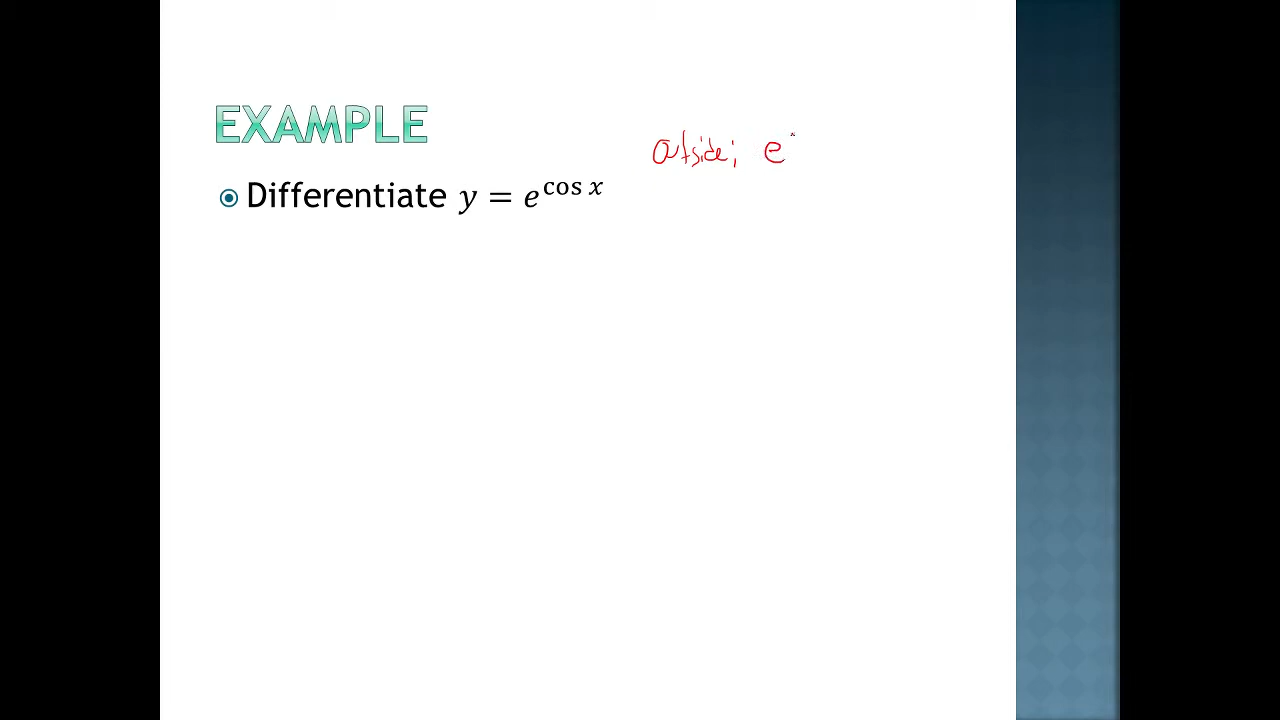 EXAMPLE
outside; e
Differentiate y = e^{cos x}